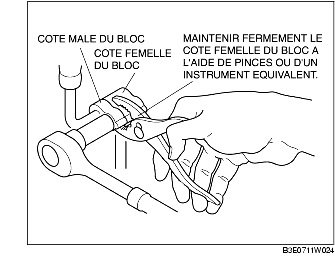 COTE MALE DU BLOC
COTE FEMELLE
DU BLOC
MAINTENIR FERMEMENT LE
COTE FEMELLE DU BLOC A
L'AIDE DE PINCES OU D'UN
INSTRUMENT EQUIVALENT.
B3E0711W024